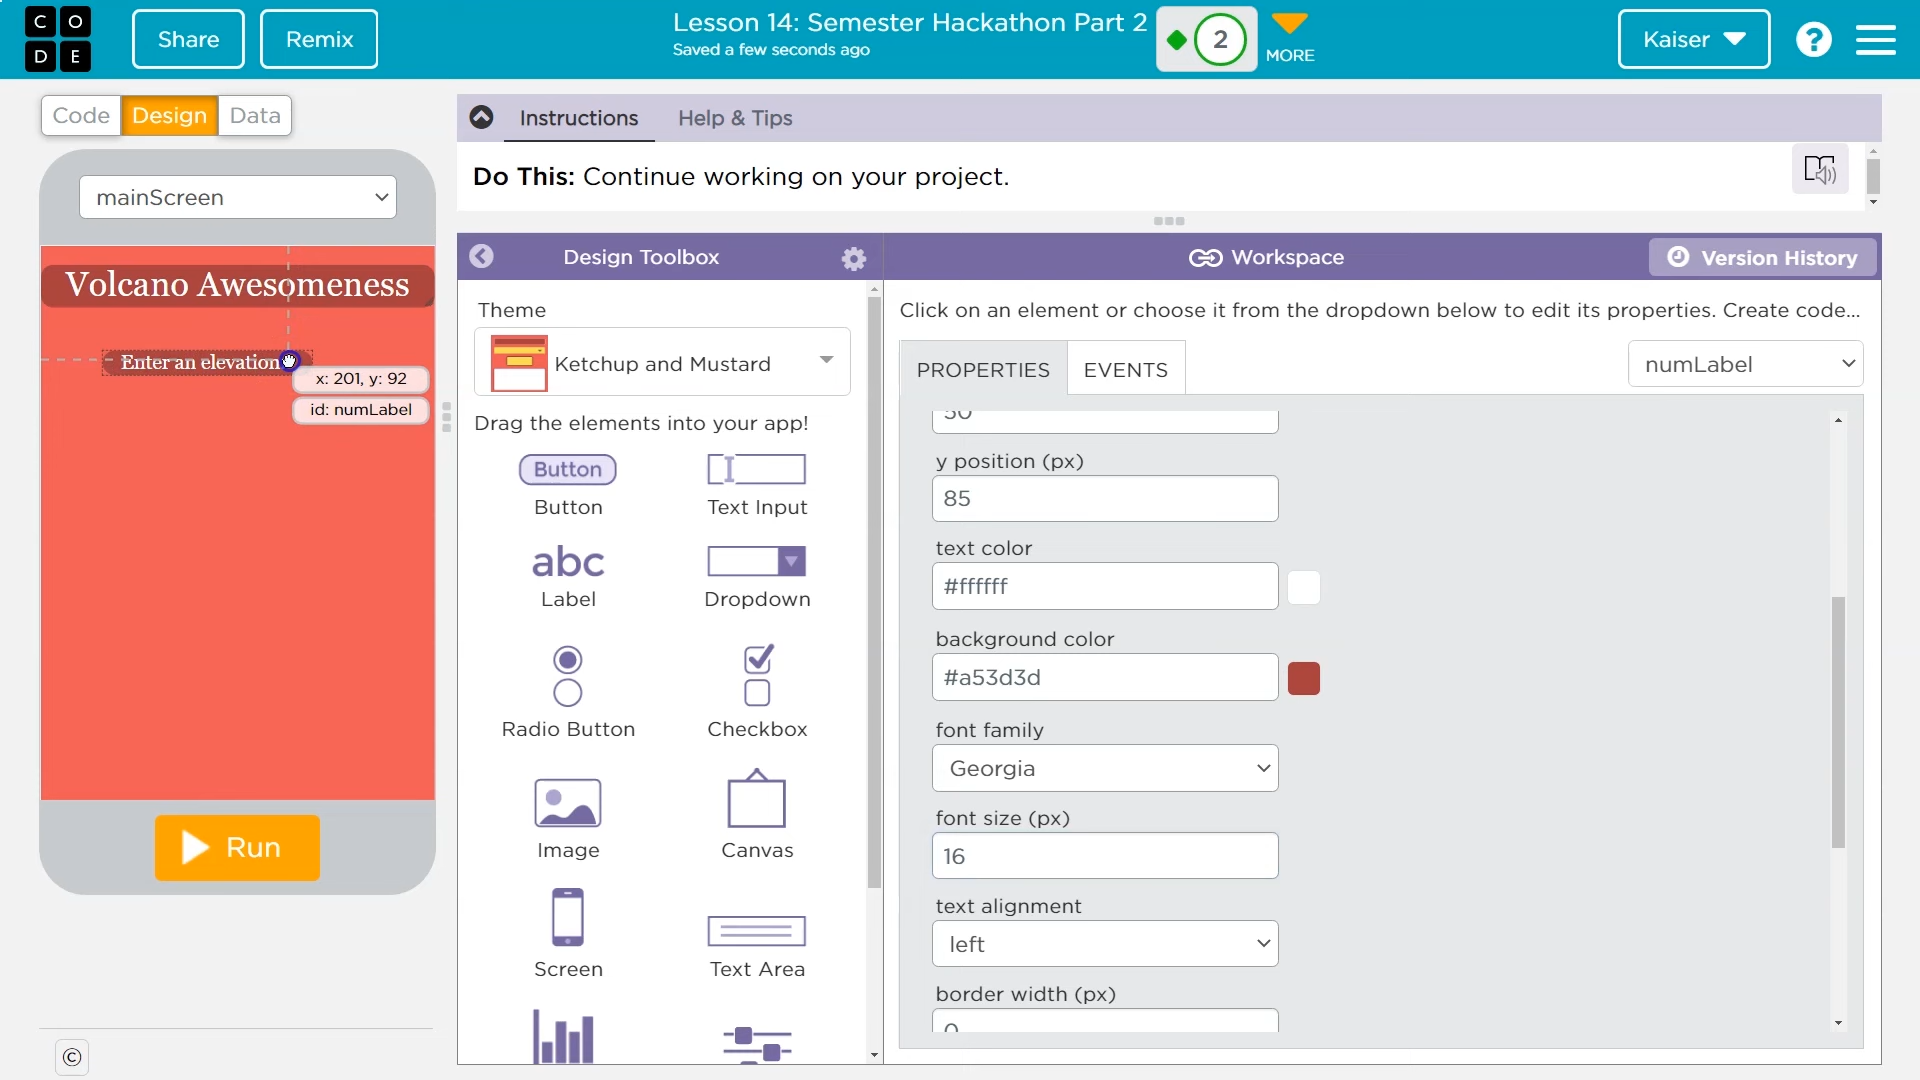 C O
D E
Share
Remix
Lesson 14: Semester Hackathon Part 2
Saved a few seconds ago
2
MORE
Kaiser
?
Code
Design
Data
mainScreen
Volcano Awesomeness
Enter an elevation
x: 201, y: 92
id: numLabel
Run
©
Instructions
Help & Tips
Do This: Continue working on your project.
Design Toolbox
Workspace
Version History
Theme
Ketchup and Mustard
Drag the elements into your app!
Button
Button
Text Input
abc
Label
Dropdown
Radio Button
Checkbox
Image
Canvas
Screen
Text Area
Click on an element or choose it from the dropdown below to edit its properties. Create code...
PROPERTIES
EVENTS
numLabel
50
y position (px)
85
text color
#ffffff
background color
#a53d3d
font family
Georgia
font size (px)
16
text alignment
left
border width (px)
0